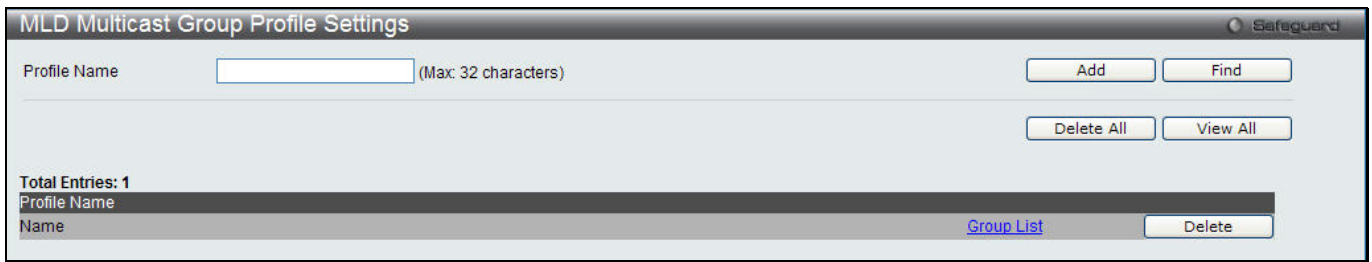 MLD Multicast Group Profile Settings
Safeguard
Profile Name (Max: 32 characters) Add Find
Delete All View All
Total Entries: 1
Profile Name
Name Group List Delete